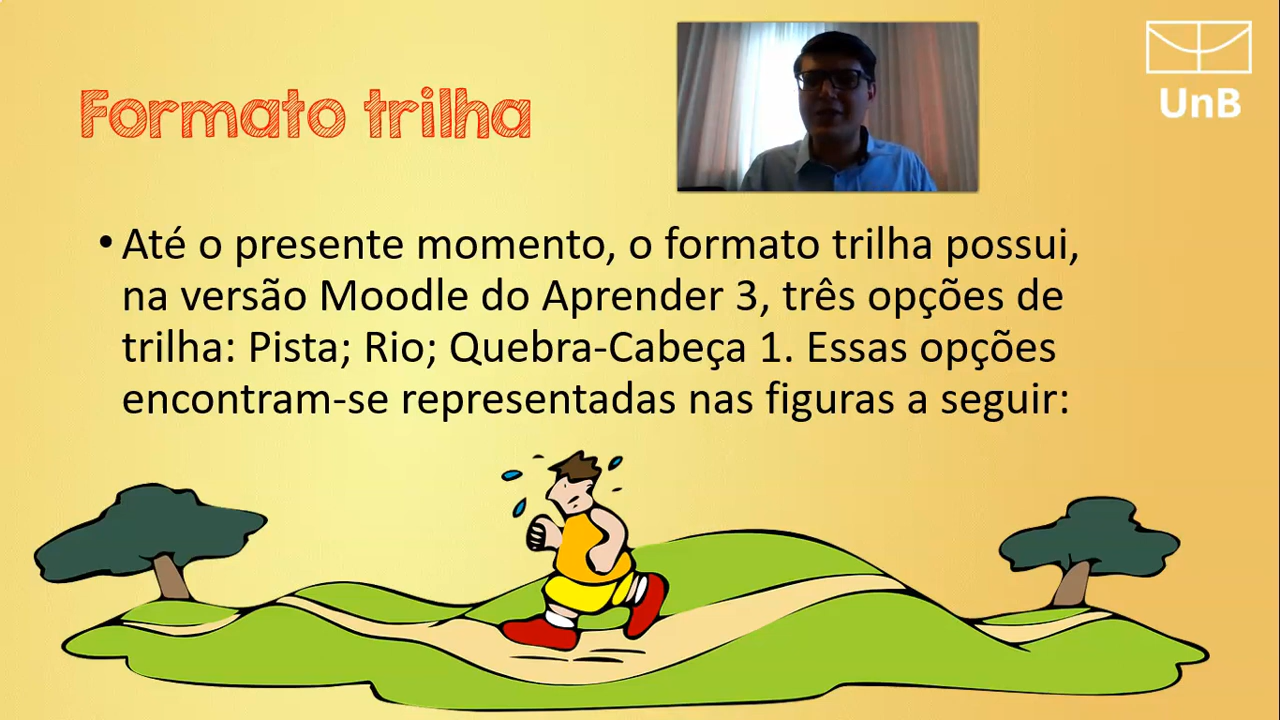 Formato trilha
UnB
• Até o presente momento, o formato trilha possui,
na versão Moodle do Aprender 3, três opções de
trilha: Pista; Rio; Quebra-Cabeça 1. Essas opções
encontram-se representadas nas figuras a seguir: